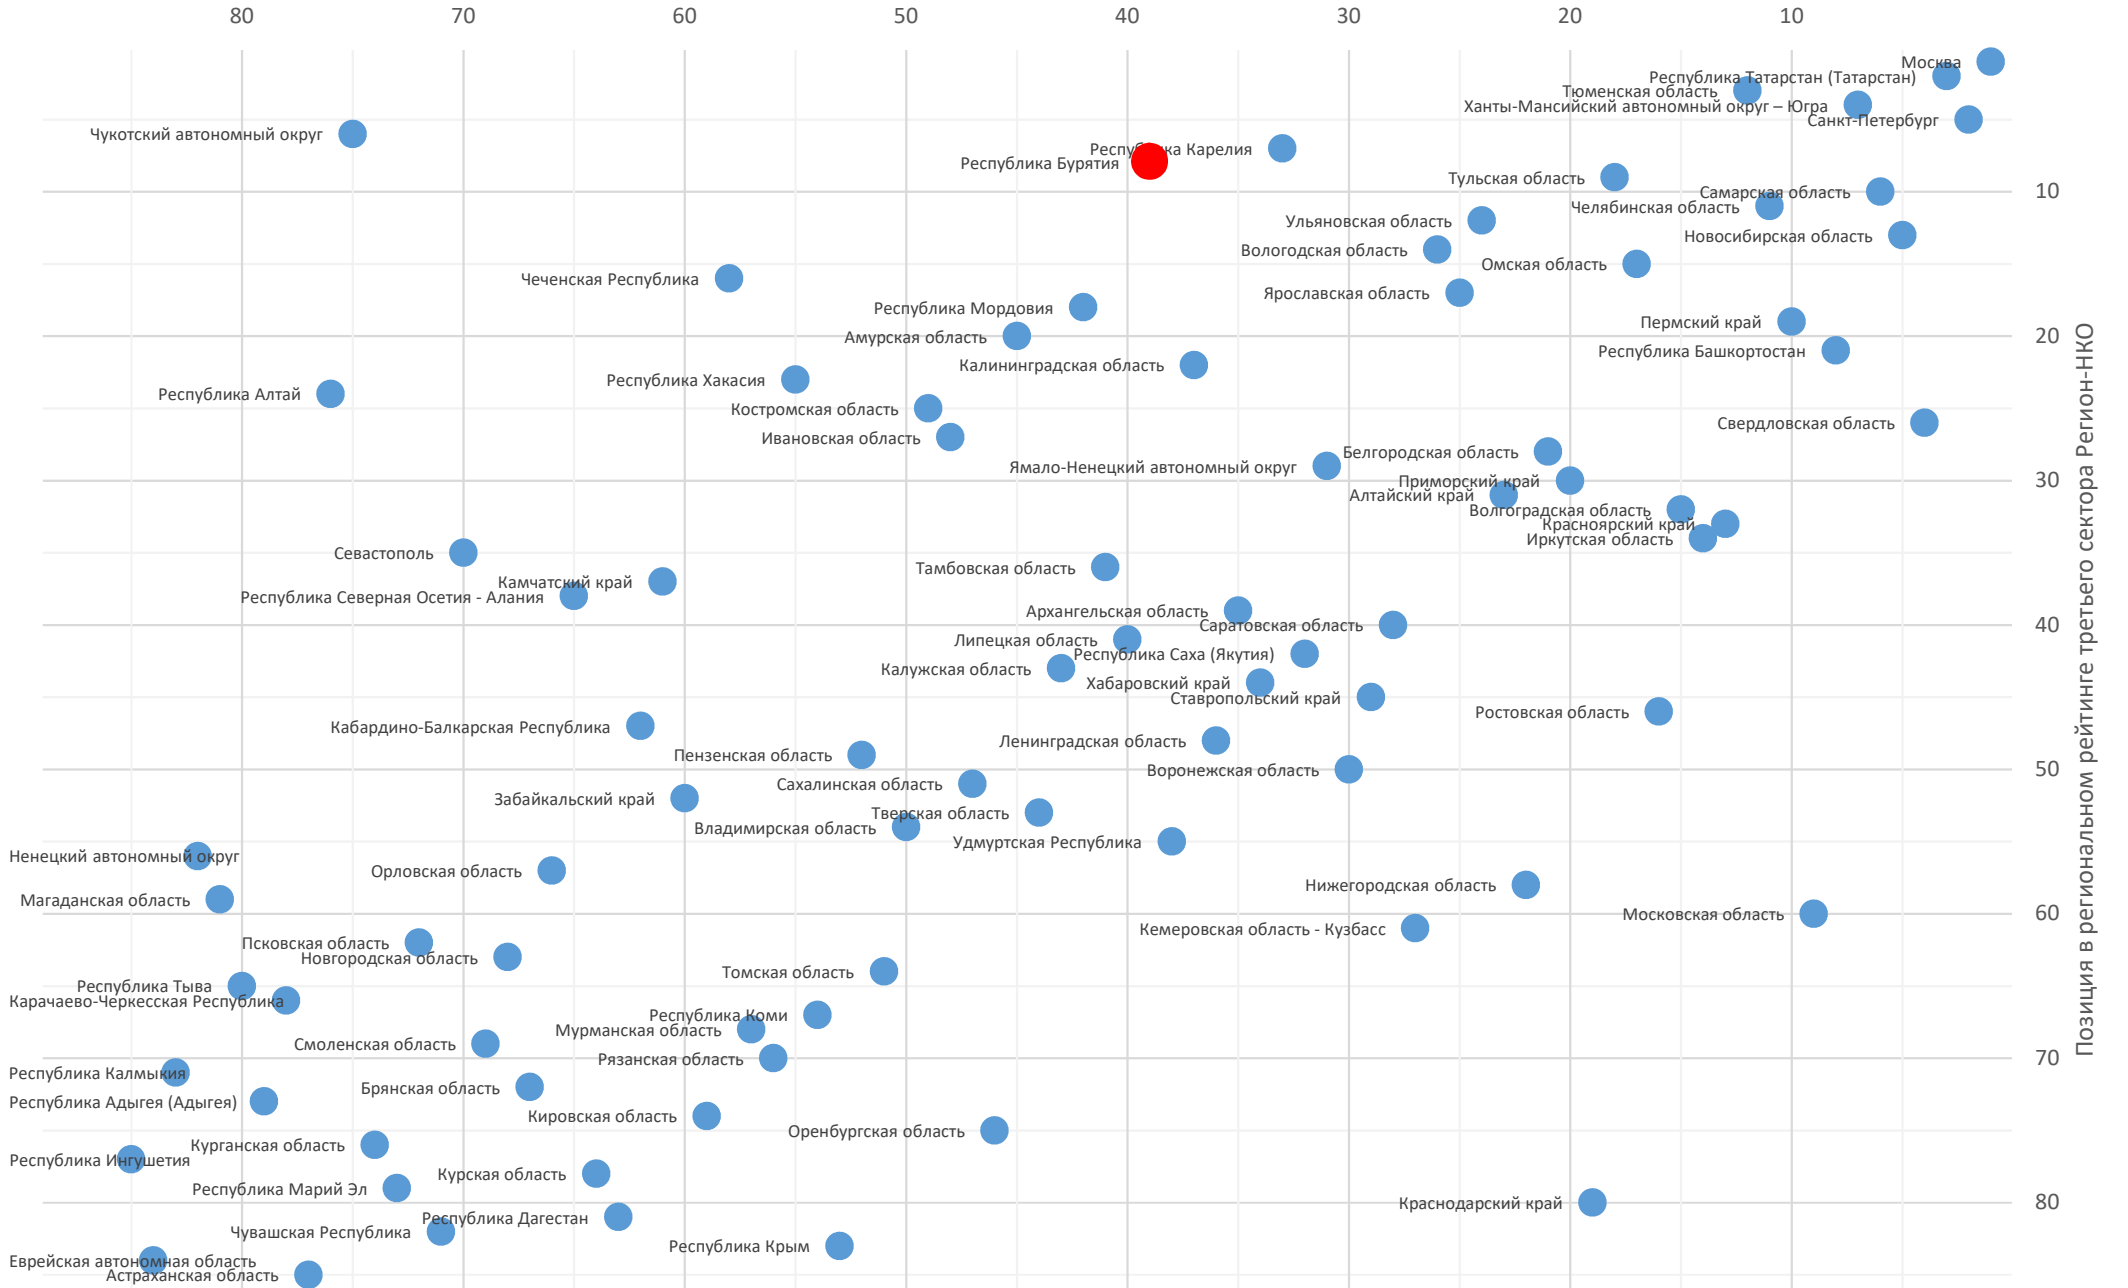 80 70 60 50 40 30 20 10
Москва
Республика Татарстан (Татарстан)
Тюменская область
Ханты-Мансийский автономный округ – Югра
Санкт-Петербург
Чукотский автономный округ
Республика Карелия
Республика Бурятия
Тульская область
10
Самарская область
Челябинская область
Ульяновская область
Новосибирская область
Вологодская область
Омская область
Чеченская Республика
Ярославская область
Республика Мордовия
Пермский край
20
Амурская область
Республика Башкортостан
Калининградская область
Республика Хакасия
Республика Алтай
Костромская область
Свердловская область
Ивановская область
Белгородская область
Ямало-Ненецкий автономный округ
30
Приморский край
Алтайский край
Волгоградская область
Красноярский край
Иркутская область
Севастополь
Тамбовская область
Камчатский край
Республика Северная Осетия - Алания
Архангельская область
40
Саратовская область
Липецкая область
Республика Саха (Якутия)
Калужская область
Хабаровский край
Ставропольский край
Ростовская область
Кабардино-Балкарская Республика
Ленинградская область
Пензенская область
50
Воронежская область
Сахалинская область
Забайкальский край
Тверская область
Владимирская область
Удмуртская Республика
Ненецкий автономный округ
Орловская область
Нижегородская область
Магаданская область
60
Московская область
Кемеровская область - Кузбасс
Псковская область
Новгородская область
Томская область
Республика Тыва
Карачаево-Черкесская Республика
Республика Коми
Мурманская область
Смоленская область
70
Рязанская область
Республика Калмыкия
Брянская область
Республика Адыгея (Адыгея)
Кировская область
Оренбургская область
Курганская область
Республика Ингушетия
Курская область
Республика Марий Эл
80
Краснодарский край
Республика Дагестан
Чувашская Республика
Республика Крым
Еврейская автономная область
Астраханская область
Позиция в региональном рейтинге третьего сектора Регион-НКО